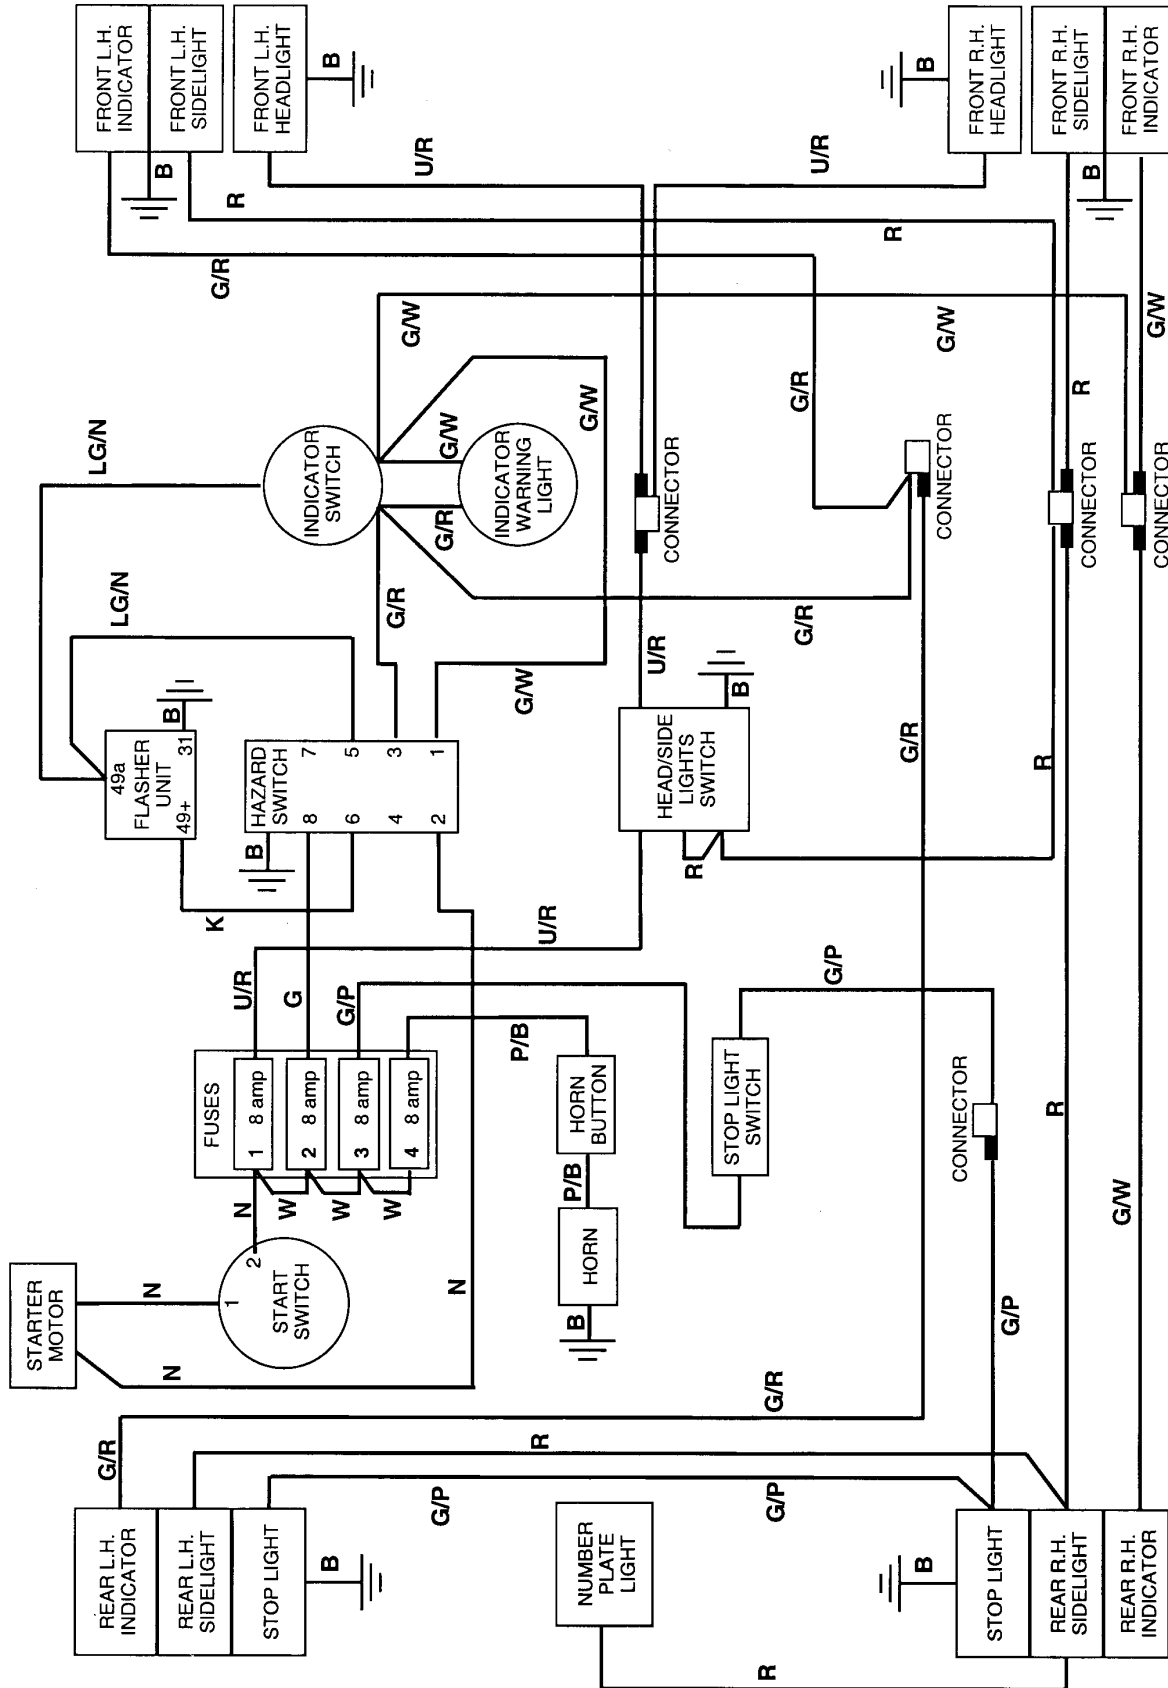 STARTER
MOTOR
N
N
1
2
START
SWITCH
N
N
FUSES
1 8 amp
2 8 amp
3 8 amp
4 8 amp
W
W
W
U/R
G
G/P
P/B
K
49a
FLASHER
UNIT
49+ 31
B
LG/N
LG/N
HAZARD
SWITCH
8 7
6 5
4 3
2 1
B
G/R
G/W
INDICATOR
SWITCH
G/R
G/W
INDICATOR
WARNING
LIGHT
G/W
G/W
FRONT L.H.
INDICATOR
FRONT L.H.
SIDELIGHT
FRONT L.H.
HEADLIGHT
B
B
G/R
R
U/R
REAR L.H.
INDICATOR
REAR L.H.
SIDELIGHT
STOP LIGHT
B
G/R
R
G/P
HORN
P/B
HORN
BUTTON
B
U/R
HEAD/SIDE
LIGHTS
SWITCH
B
R
U/R
CONNECTOR
STOP LIGHT
SWITCH
G/P
NUMBER
PLATE
LIGHT
R
G/P
G/R
G/R
G/R
G/R
CONNECTOR
U/R
R
G/W
FRONT R.H.
HEADLIGHT
FRONT R.H.
SIDELIGHT
FRONT R.H.
INDICATOR
B
B
CONNECTOR
G/P
R
R
R
CONNECTOR
G/W
CONNECTOR
G/W
STOP LIGHT
REAR R.H.
SIDELIGHT
REAR R.H.
INDICATOR
B